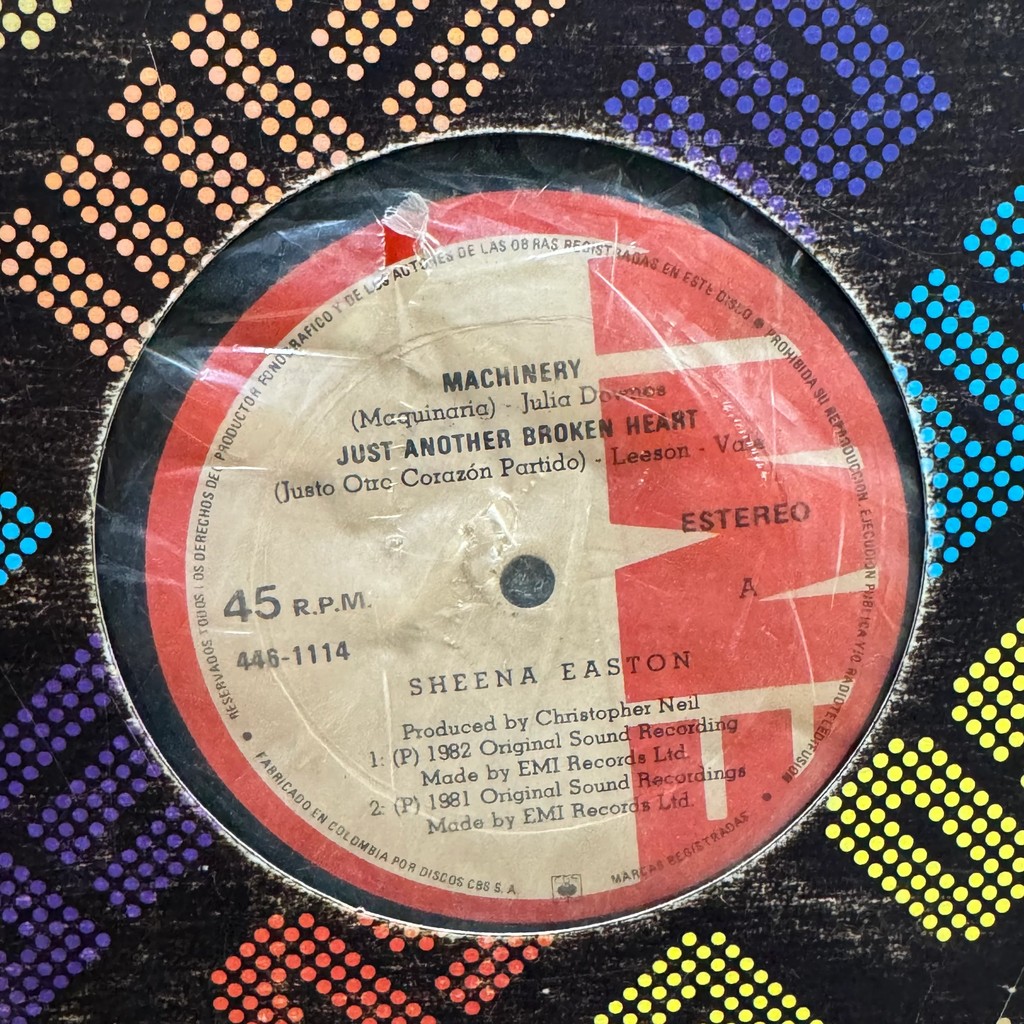 MACHINERY
(Maquinaria) - Julia Downes
JUST ANOTHER BROKEN HEART
(Justo Otro Corazón Partido) - Leeson - Vale
ESTEREO
A
45 R.P.M.
446-1114
SHEENA EASTON
Produced by Christopher Neil
1: (P) 1982 Original Sound Recording
Made by EMI Records Ltd.
2: (P) 1981 Original Sound Recordings
Made by EMI Records Ltd.
RESERVADOS TODOS LOS DERECHOS DEL PRODUCTOR FONOGRAFICO Y DE LOS AUTORES DE LAS OBRAS REGISTRADAS EN ESTE DISCO ● PROHIBIDA SU REPRODUCCION, EJECUCION PUBLICA Y/O RADIOTELEDIFUSION
● FABRICADO EN COLOMBIA POR DISCOS CBS S.A.
MARCAS REGISTRADAS ●
EMI